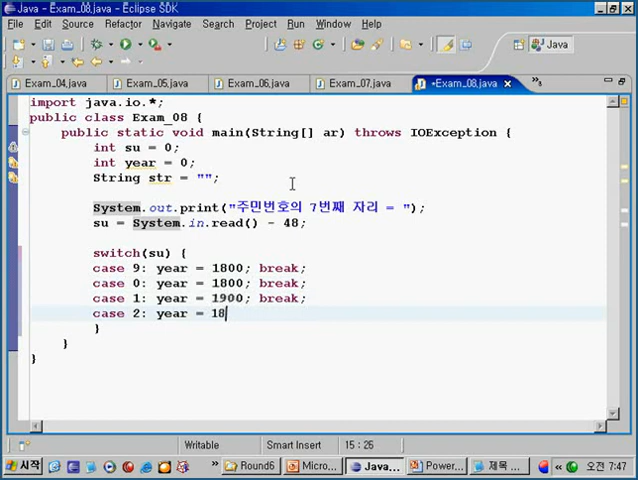 Java - Exam_08.java - Eclipse SDK
File Edit Source Refactor Navigate Search Project Run Window Help
Java
Exam_04.java Exam_05.java Exam_06.java Exam_07.java *Exam_08.java
import java.io.*;
public class Exam_08 {
public static void main(String[] ar) throws IOException {
int su = 0;
int year = 0;
String str = "";
System.out.print("주민번호의 7번째 자리 = ");
su = System.in.read() - 48;
switch(su) {
case 9: year = 1800; break;
case 0: year = 1800; break;
case 1: year = 1900; break;
case 2: year = 18
}
}
}
Writable Smart Insert 15 : 26
시작 Round6 Micro... Java... Power... 제목 ... 오전 7:47